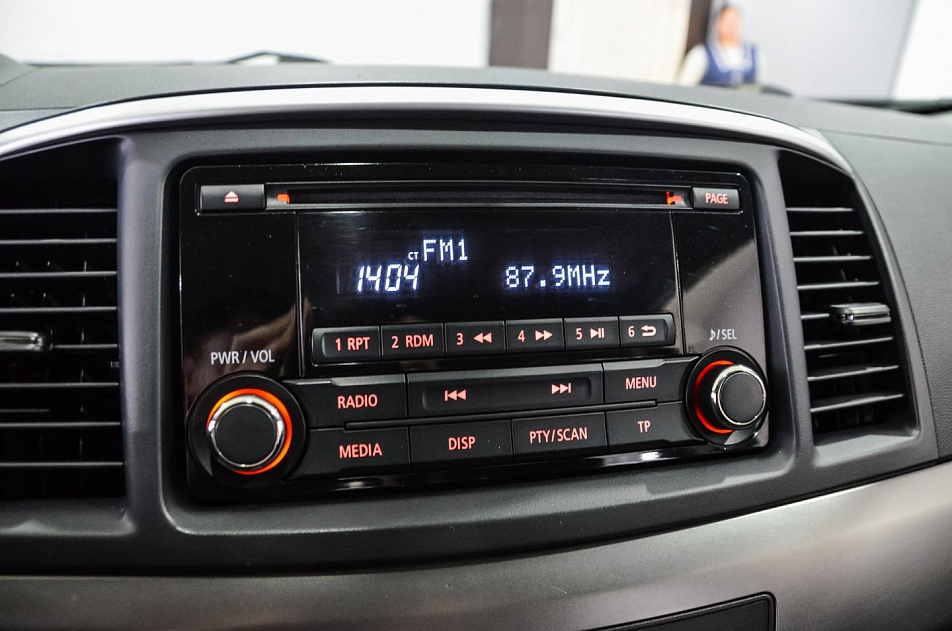 PAGE
CT FM1
1404 87.9MHz
1 RPT 2 RDM 3 4 5 6
PWR / VOL
/SEL
RADIO MENU
MEDIA DISP PTY/SCAN TP